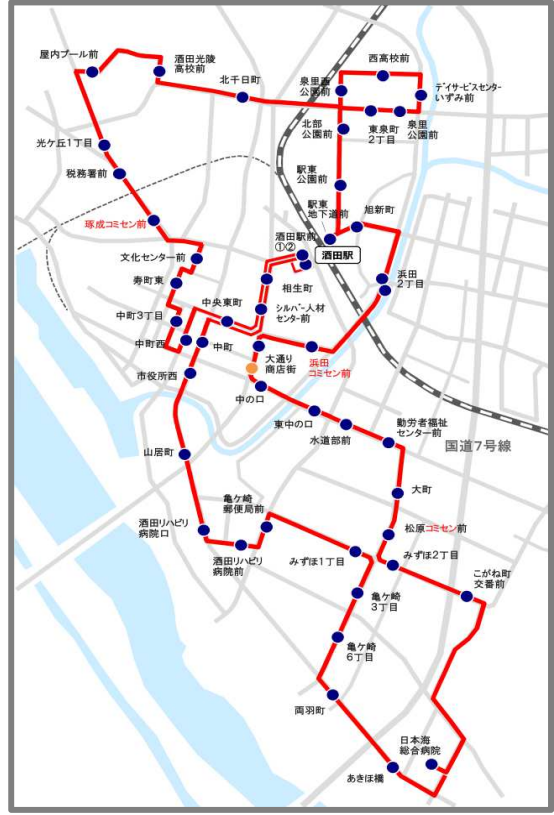 屋内プール前
酒田光陵
高校前
北千日町
西高校前
泉里西
公園前
デイサービスセンター
いずみ前
北部
公園前
東泉町
2丁目
泉里
公園前
光ケ丘1丁目
税務署前
駅東
公園前
琢成コミセン前
駅東
地下道前
旭新町
文化センター前
酒田駅前
①②
酒田駅
寿町東
相生町
浜田
2丁目
中町3丁目
中央東町
シルバー人材
センター前
中町西
中町
大通り
商店街
浜田
コミセン前
市役所西
中の口
東中の口
水道部前
勤労者福祉
センター前
国道7号線
山居町
大町
亀ケ崎
郵便局前
松原コミセン前
酒田リハビリ
病院口
酒田リハビリ
病院前
みずほ1丁目
みずほ2丁目
こがね町
交番前
亀ケ崎
3丁目
亀ケ崎
6丁目
両羽町
日本海
総合病院
あきほ橋